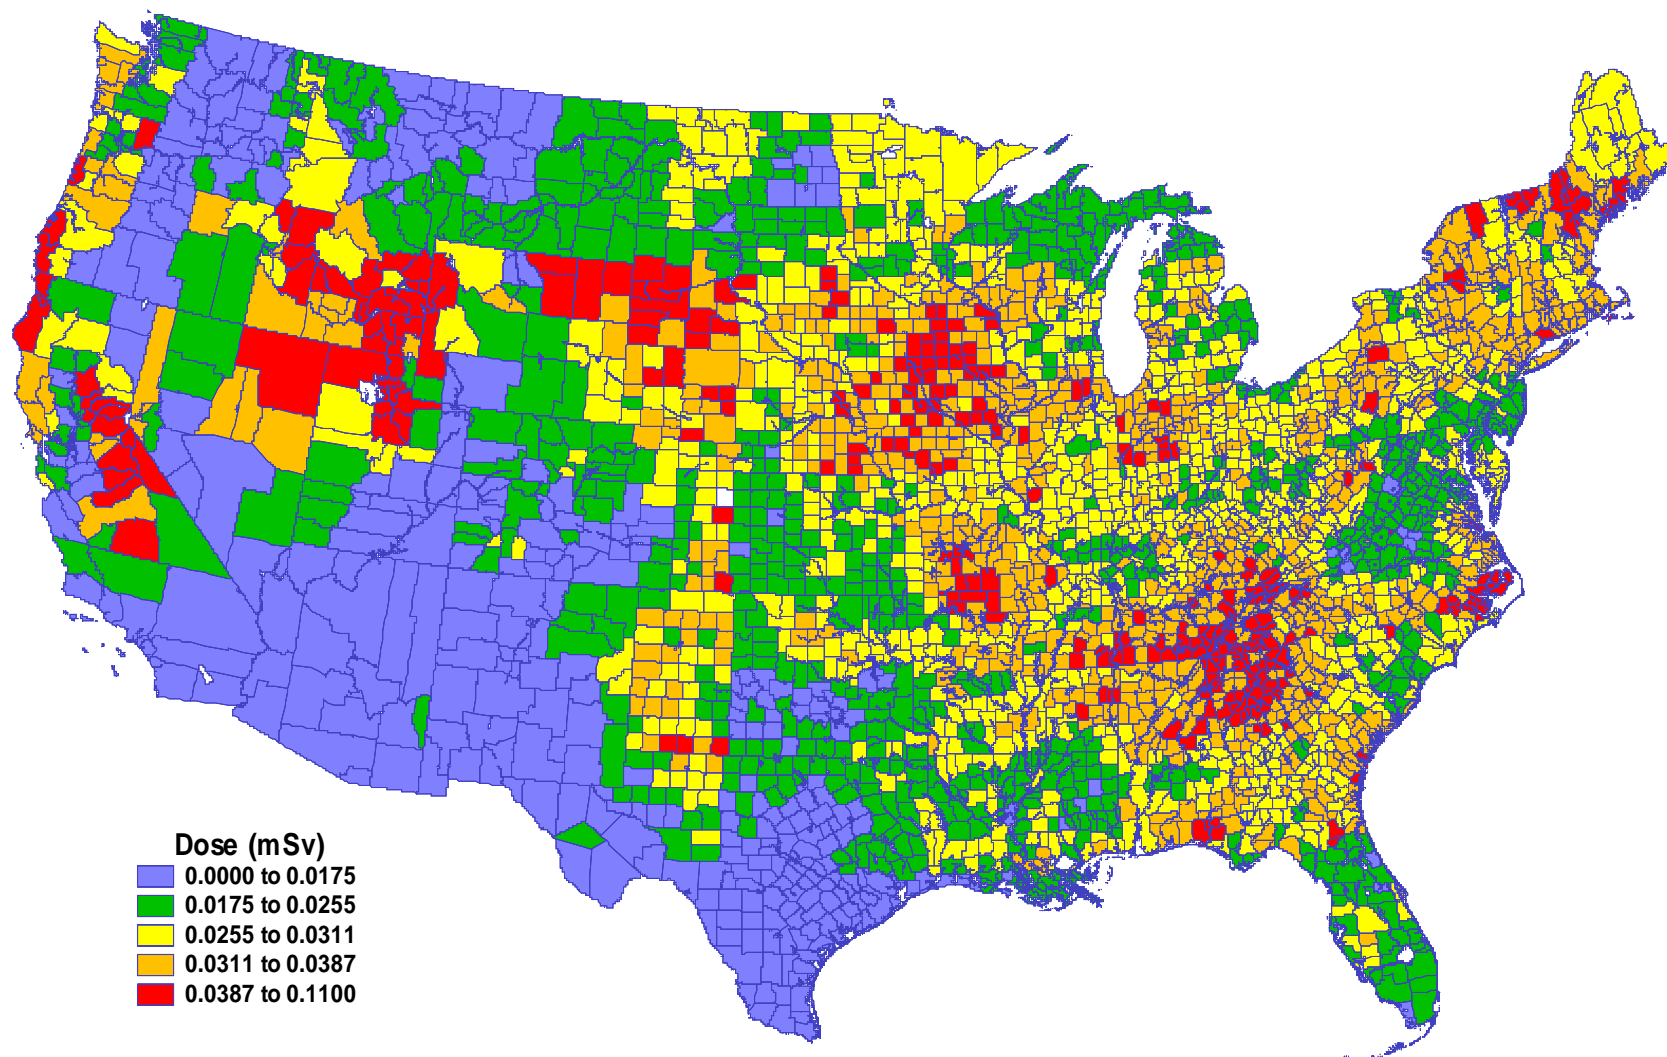 Dose (mSv)
0.0000 to 0.0175
0.0175 to 0.0255
0.0255 to 0.0311
0.0311 to 0.0387
0.0387 to 0.1100